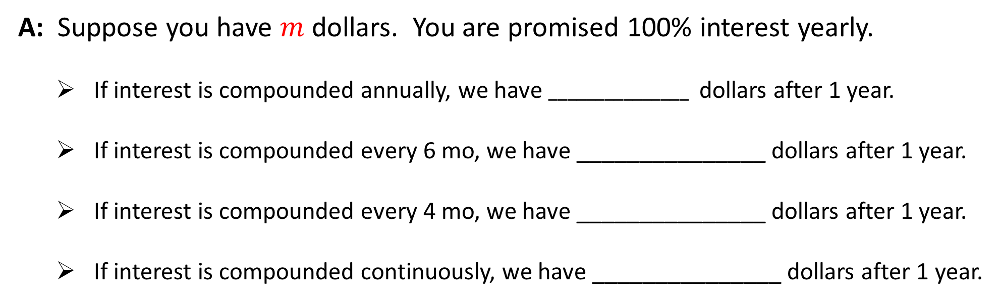 A: Suppose you have m dollars. You are promised 100% interest yearly.
➢ If interest is compounded annually, we have ____________ dollars after 1 year.
➢ If interest is compounded every 6 mo, we have ________________ dollars after 1 year.
➢ If interest is compounded every 4 mo, we have ________________ dollars after 1 year.
➢ If interest is compounded continuously, we have ________________ dollars after 1 year.